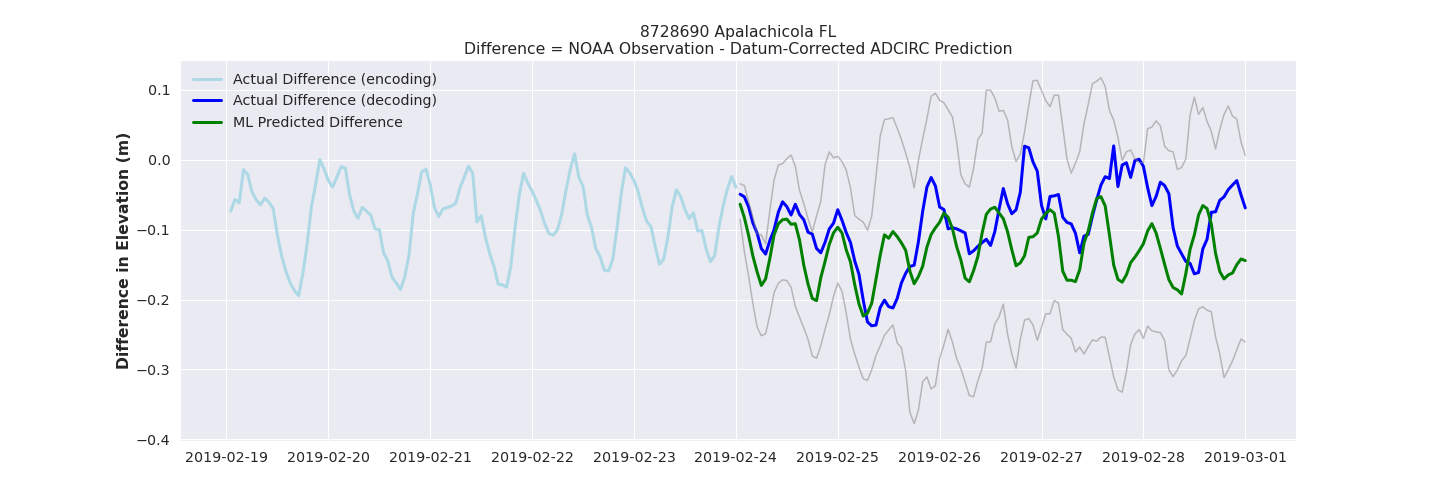 8728690 Apalachicola FL
Difference = NOAA Observation - Datum-Corrected ADCIRC Prediction
Actual Difference (encoding)
Actual Difference (decoding)
ML Predicted Difference
Difference in Elevation (m)
0.1
0.0
−0.1
−0.2
−0.3
−0.4
2019-02-19 2019-02-20 2019-02-21 2019-02-22 2019-02-23 2019-02-24 2019-02-25 2019-02-26 2019-02-27 2019-02-28 2019-03-01